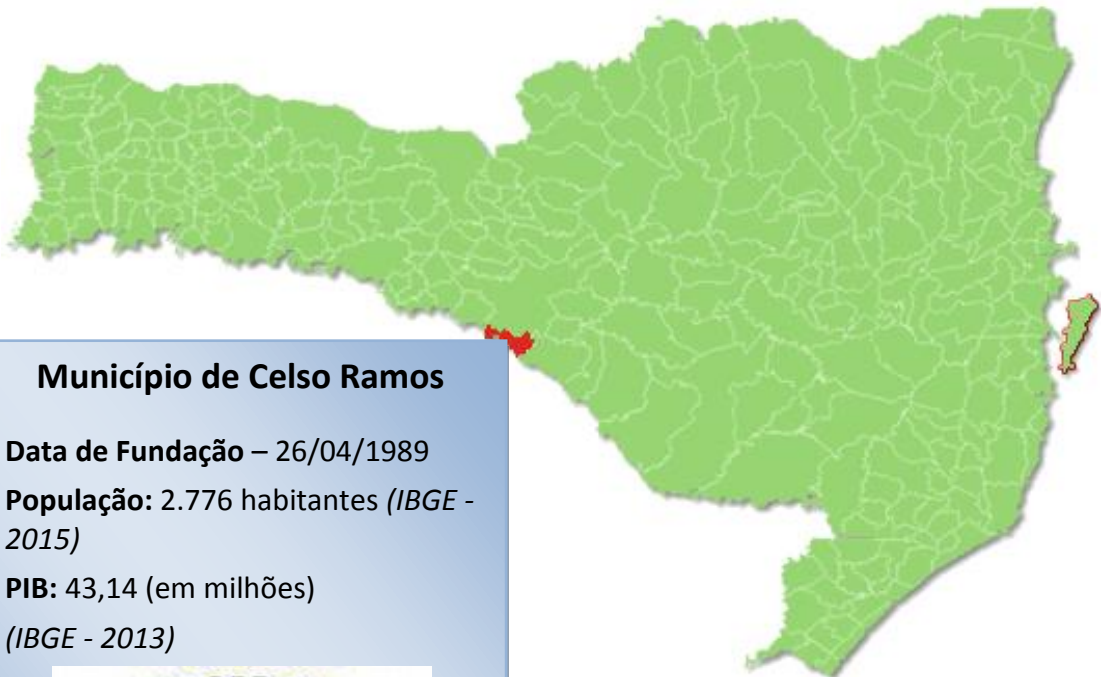 Município de Celso Ramos
Data de Fundação – 26/04/1989
População: 2.776 habitantes (IBGE -
2015)
PIB: 43,14 (em milhões)
(IBGE - 2013)